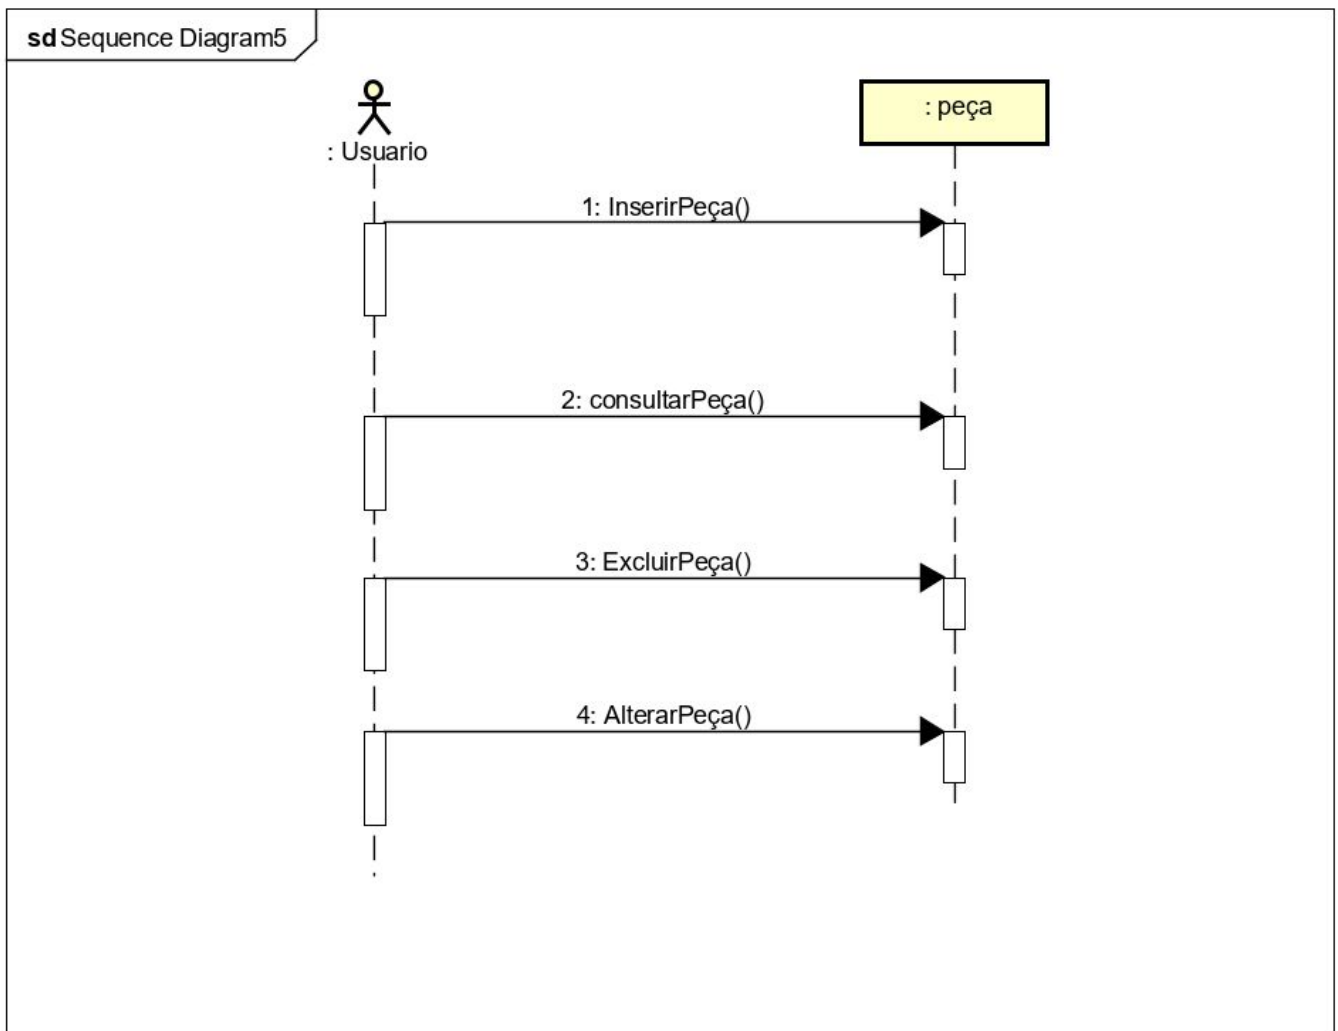 sd Sequence Diagram5
: Usuario
: peça
1: InserirPeça()
2: consultarPeça()
3: ExcluirPeça()
4: AlterarPeça()